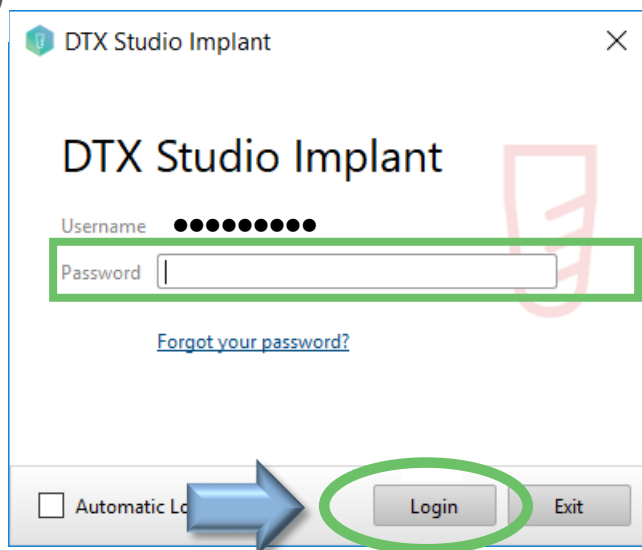 DTX Studio Implant
DTX Studio Implant
Username ●●●●●●●●●
Password
Forgot your password?
Automatic Lo
Login
Exit